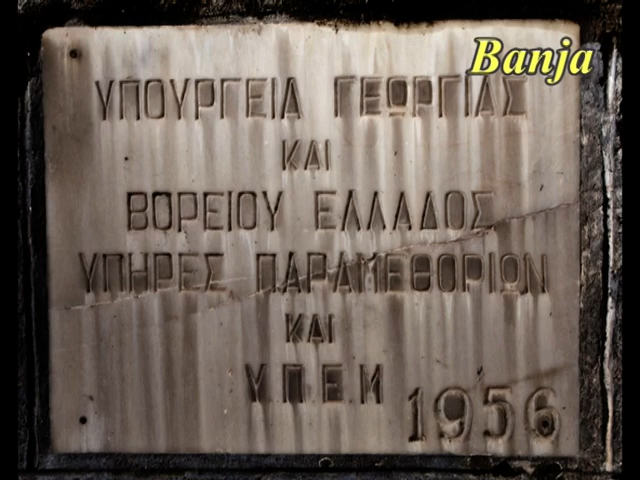 Banja
ΥΠΟΥΡΓΕΙΑ ΓΕΩΡΓΙΑΣ
ΚΑΙ
ΒΟΡΕΙΟΥ ΕΛΛΑΔΟΣ
ΥΠΗΡΕΣ ΠΑΡΑΜΕΘΟΡΙΩΝ
ΚΑΙ
Υ.Π.Ε.Μ
1956